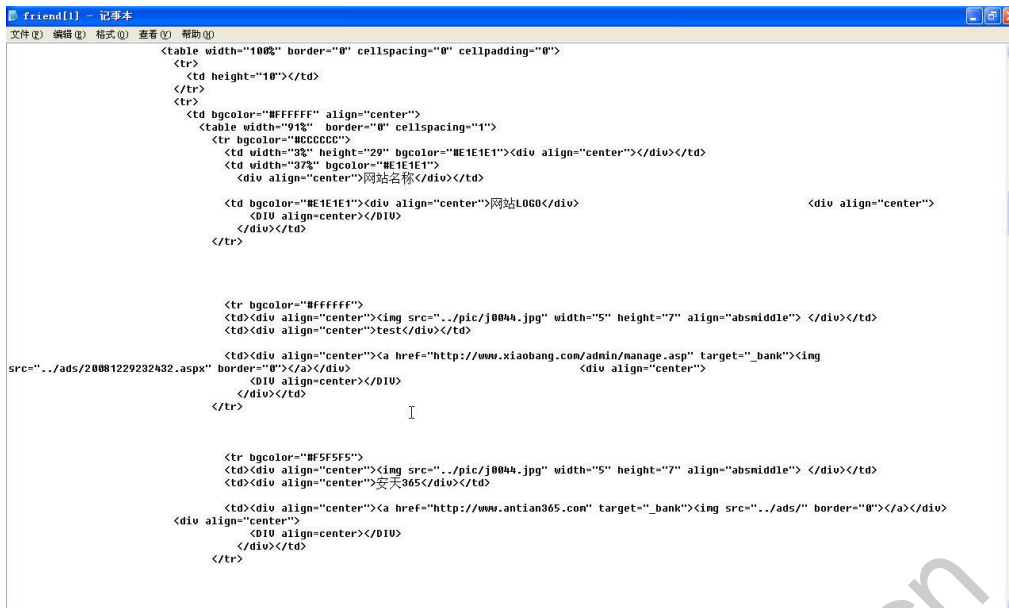 friend[1] - 记事本
文件(F) 编辑(E) 格式(O) 查看(V) 帮助(H)
<table width="100%" border="0" cellspacing="0" cellpadding="0">
<tr>
<td height="10"></td>
</tr>
<tr>
<td bgcolor="#FFFFFF" align="center">
<table width="91%" border="0" cellspacing="1">
<tr bgcolor="#CCCCCC">
<td width="3%" height="29" bgcolor="#E1E1E1"><div align="center"></div></td>
<td width="37%" bgcolor="#E1E1E1">
<div align="center">网站名称</div></td>
<td bgcolor="#E1E1E1"><div align="center">网站LOGO</div> <div align="center">
<DIV align=center></DIV>
</div></td>
</tr>
<tr bgcolor="#ffffff">
<td><div align="center"><img src="../pic/j0044.jpg" width="5" height="7" align="absmiddle"> </div></td>
<td><div align="center">test</div></td>
<td><div align="center"><a href="http://www.xiaobang.com/admin/manage.asp" target="_bank"><img
src="../ads/20081229232432.aspx" border="0"></a></div> <div align="center">
<DIV align=center></DIV>
</div></td>
</tr>
<tr bgcolor="#F5F5F5">
<td><div align="center"><img src="../pic/j0044.jpg" width="5" height="7" align="absmiddle"> </div></td>
<td><div align="center">安天365</div></td>
<td><div align="center"><a href="http://www.antian365.com" target="_bank"><img src="../ads/" border="0"></a></div>
<div align="center">
<DIV align=center></DIV>
</div></td>
</tr>
cn